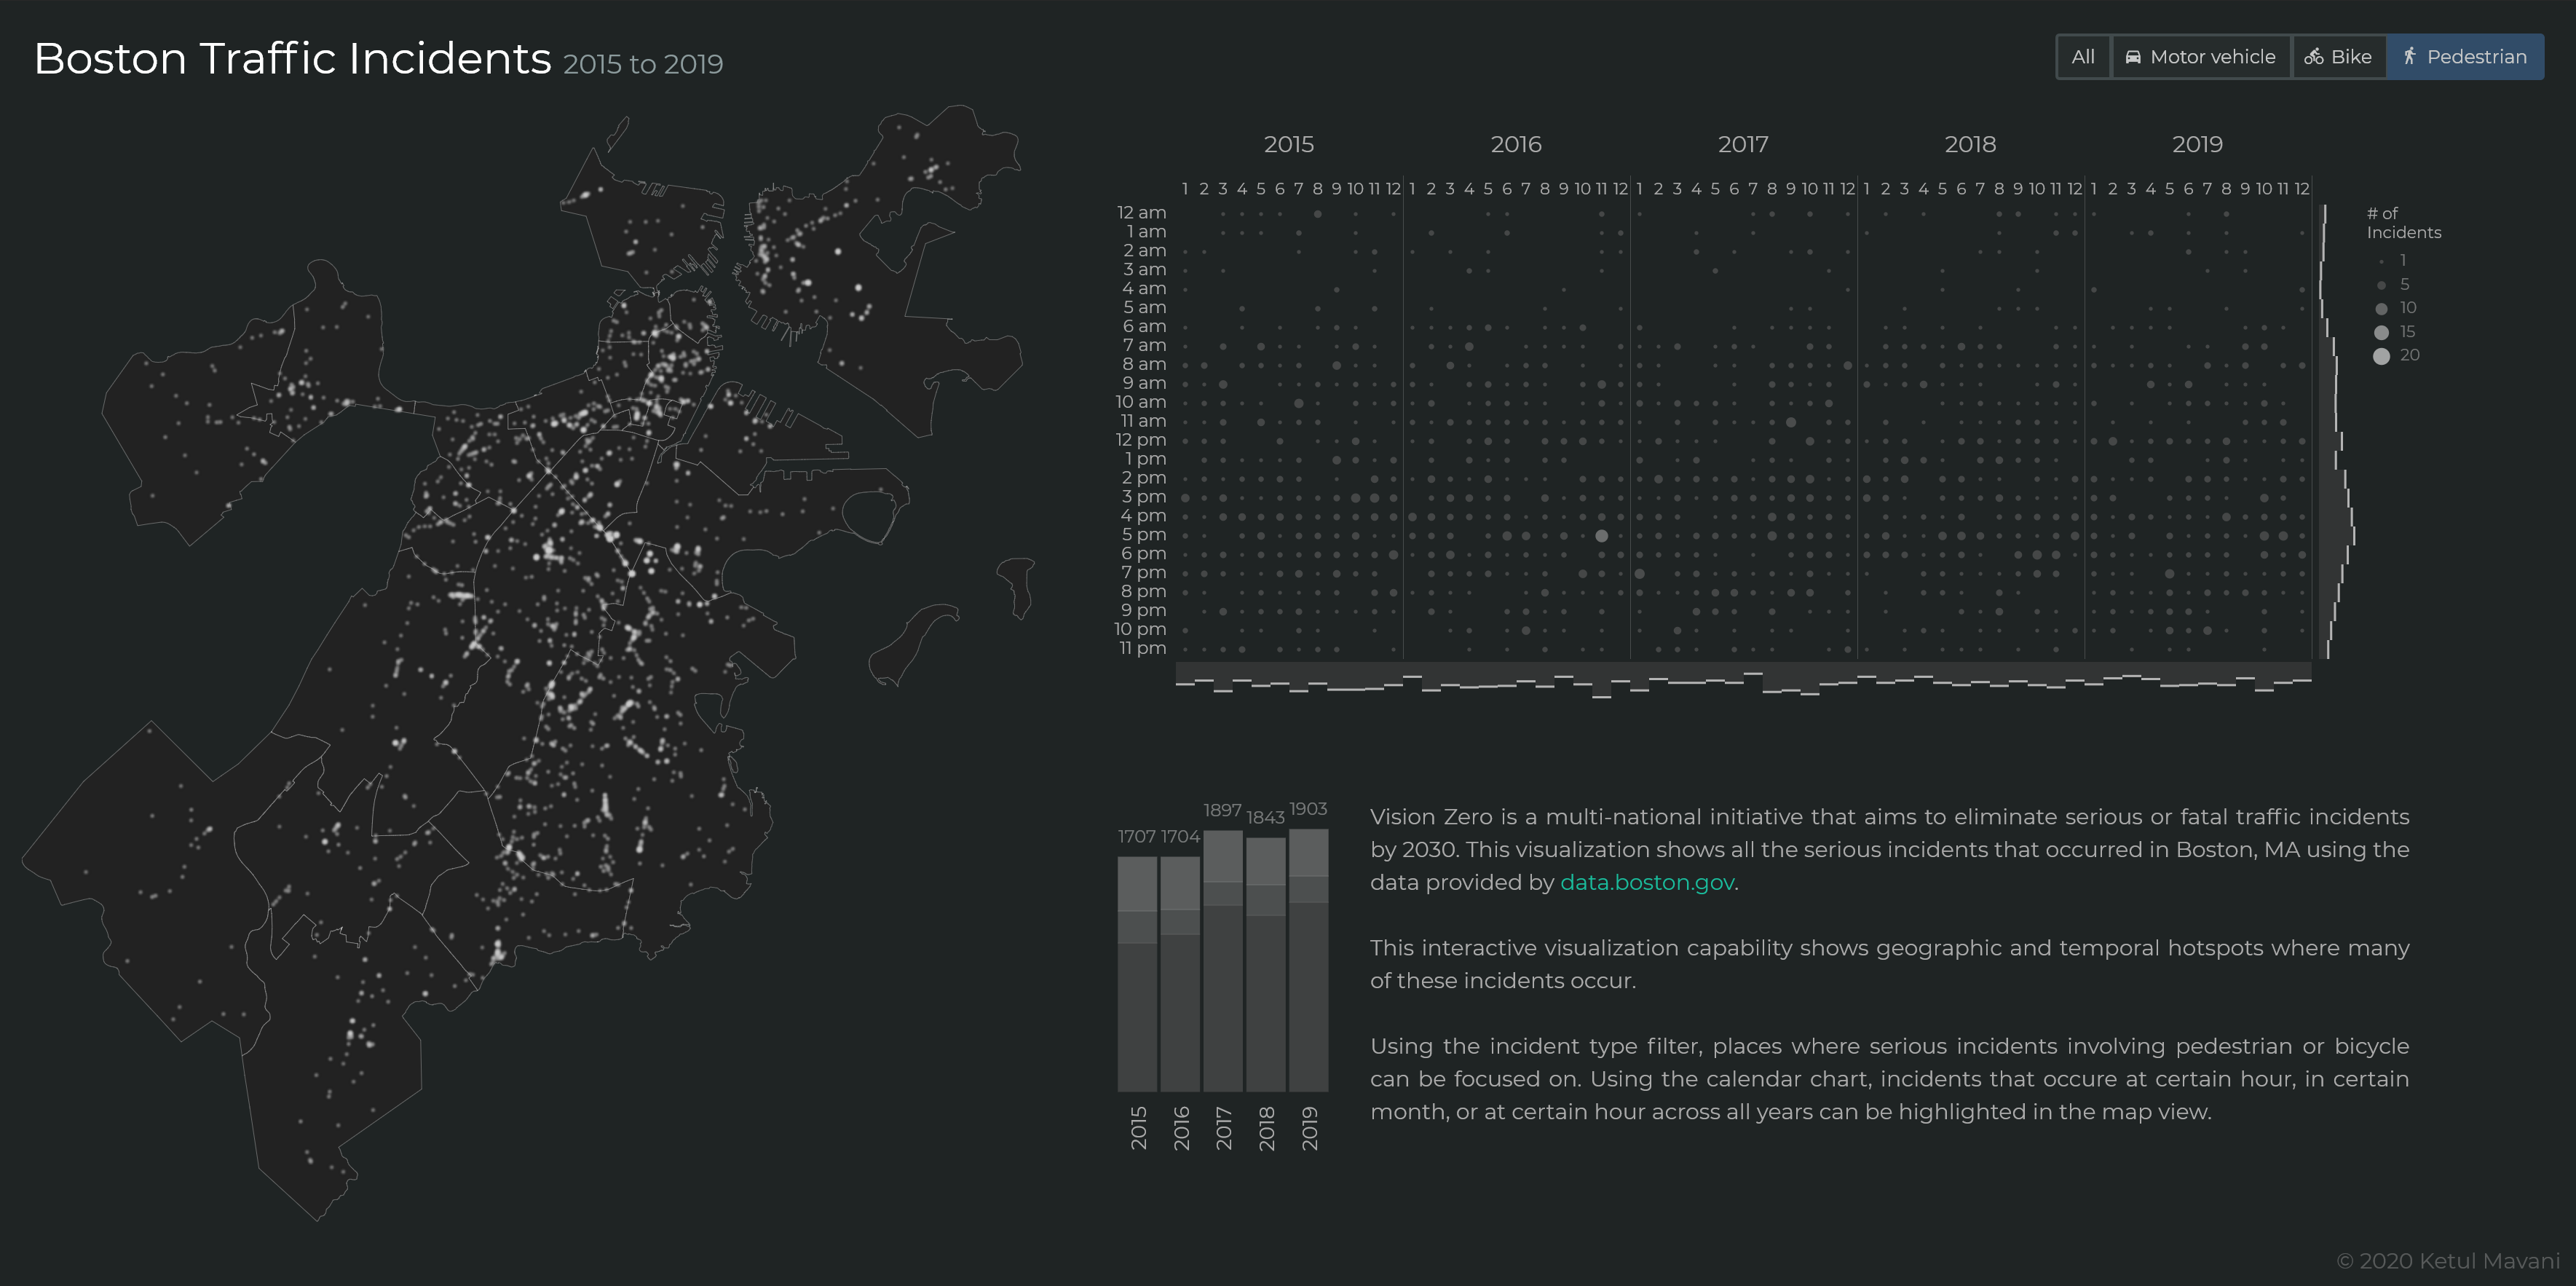 Boston Traffic Incidents 2015 to 2019
All Motor vehicle Bike Pedestrian
2015 2016 2017 2018 2019
1 2 3 4 5 6 7 8 9 10 11 12 1 2 3 4 5 6 7 8 9 10 11 12 1 2 3 4 5 6 7 8 9 10 11 12 1 2 3 4 5 6 7 8 9 10 11 12 1 2 3 4 5 6 7 8 9 10 11 12
12 am
1 am
2 am
3 am
4 am
5 am
6 am
7 am
8 am
9 am
10 am
11 am
12 pm
1 pm
2 pm
3 pm
4 pm
5 pm
6 pm
7 pm
8 pm
9 pm
10 pm
11 pm
# of
Incidents
1
5
10
15
20
1707 1704 1897 1843 1903
2015 2016 2017 2018 2019
Vision Zero is a multi-national initiative that aims to eliminate serious or fatal traffic incidents
by 2030. This visualization shows all the serious incidents that occurred in Boston, MA using the
data provided by data.boston.gov.
This interactive visualization capability shows geographic and temporal hotspots where many
of these incidents occur.
Using the incident type filter, places where serious incidents involving pedestrian or bicycle
can be focused on. Using the calendar chart, incidents that occure at certain hour, in certain
month, or at certain hour across all years can be highlighted in the map view.
© 2020 Ketul Mavani